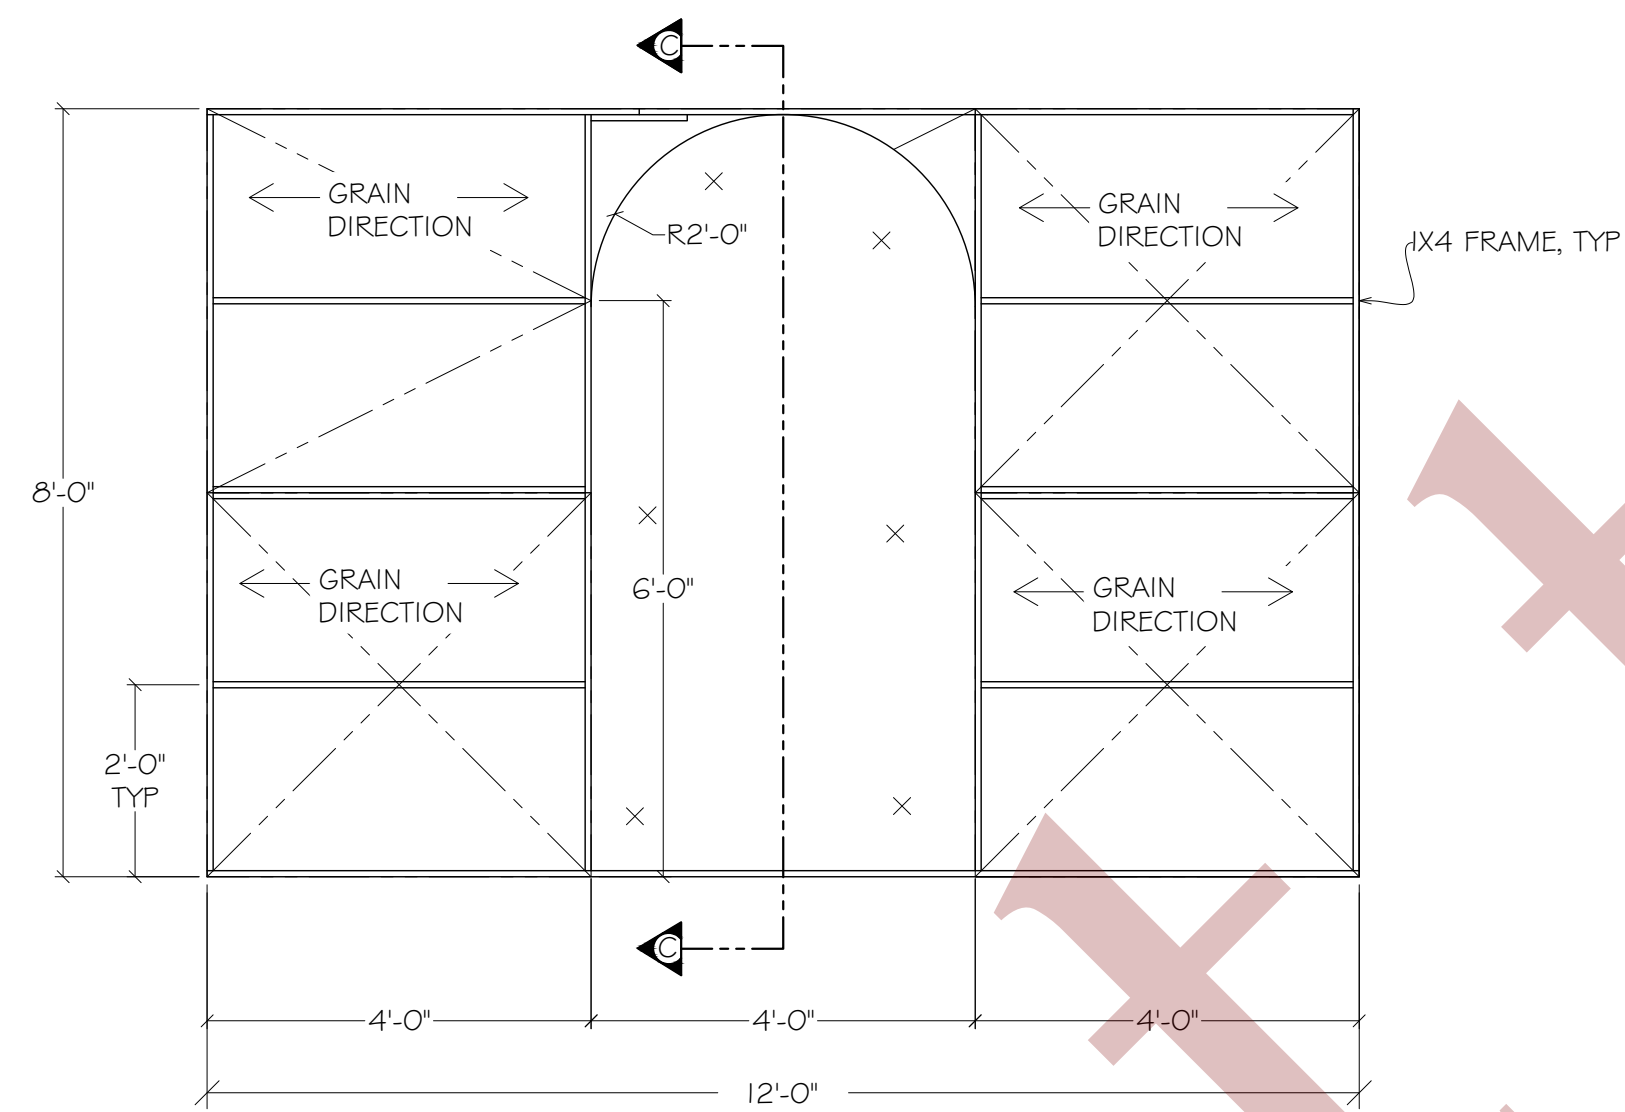 C
GRAIN
DIRECTION
R2'-0"
GRAIN
DIRECTION
1X4 FRAME, TYP
8'-0"
GRAIN
DIRECTION
6'-0"
GRAIN
DIRECTION
2'-0"
TYP
C
4'-0"
4'-0"
4'-0"
12'-0"